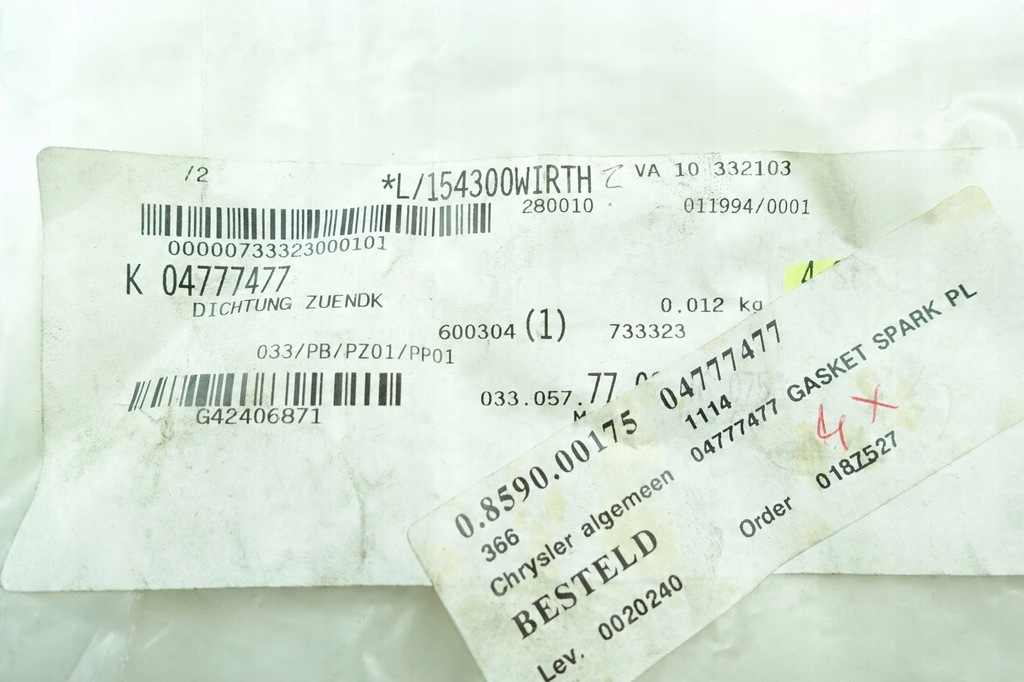 /2
*L/154300WIRTH
VA 10 332103
280010
011994/0001
00000733323000101
K 04777477
DICHTUNG ZUENDK
0.012 kg
600304 (1) 733323
033/PB/PZ01/PP01
033.057.77
G42406871
0.8590.00175 04777477
366 1114
Chrysler algemeen 04777477 GASKET SPARK PL
BESTELD
4x
Lev. 0020240 Order 018Z527